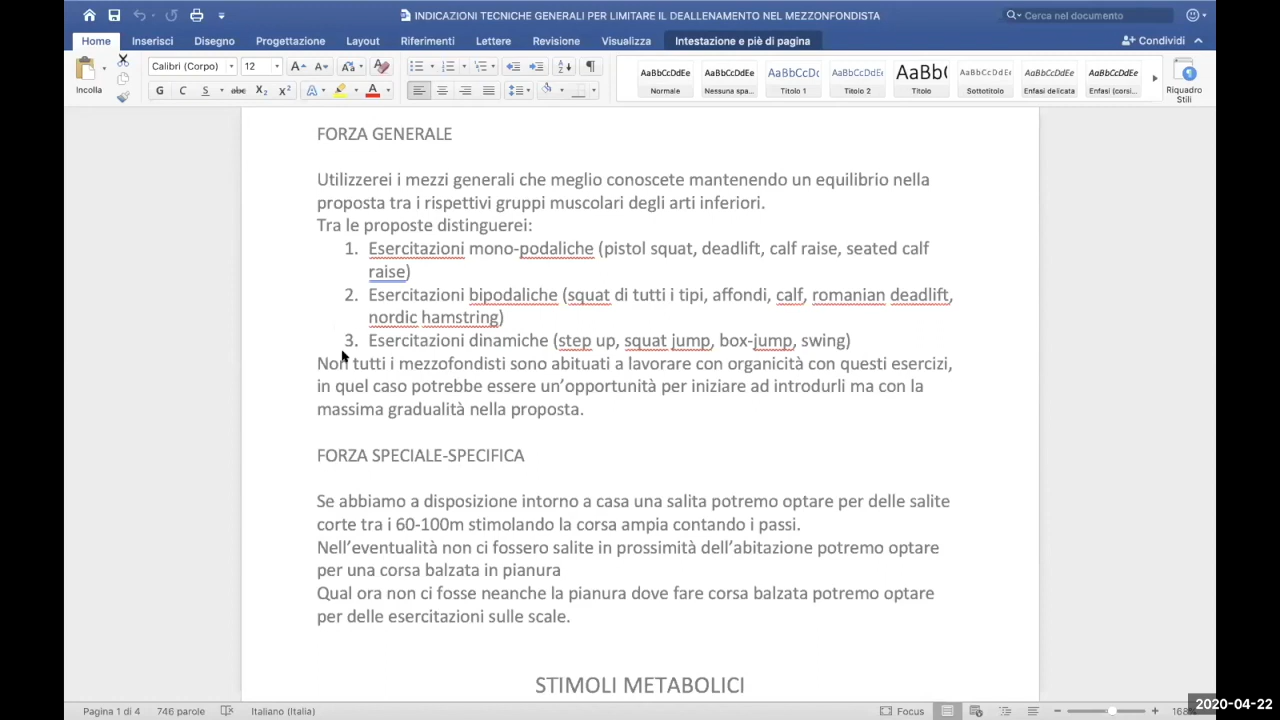 INDICAZIONI TECNICHE GENERALI PER LIMITARE IL DEALLENAMENTO NEL MEZZONFONDISTA
Cerca nel documento
Home Inserisci Disegno Progettazione Layout Riferimenti Lettere Revisione Visualizza Intestazione e piè di pagina Condividi
Incolla
Calibri (Corpo) 12
G C S abc X2 X2
AaBbCcDdEe AaBbCcDdEe AaBbCcDc AaBbCcDdEe AaBb( AaBbCcDdEe AaBbCcDdEe AaBbCcDdEe
Normale Nessuna spa... Titolo 1 Titolo 2 Titolo Sottotitolo Enfasi delicata Enfasi (corsi...
Riquadro
Stili
FORZA GENERALE
Utilizzerei i mezzi generali che meglio conoscete mantenendo un equilibrio nella
proposta tra i rispettivi gruppi muscolari degli arti inferiori.
Tra le proposte distinguerei:
1. Esercitazioni mono-podaliche (pistol squat, deadlift, calf raise, seated calf
raise)
2. Esercitazioni bipodaliche (squat di tutti i tipi, affondi, calf, romanian deadlift,
nordic hamstring)
3. Esercitazioni dinamiche (step up, squat jump, box-jump, swing)
Non tutti i mezzofondisti sono abituati a lavorare con organicità con questi esercizi,
in quel caso potrebbe essere un’opportunità per iniziare ad introdurli ma con la
massima gradualità nella proposta.
FORZA SPECIALE-SPECIFICA
Se abbiamo a disposizione intorno a casa una salita potremo optare per delle salite
corte tra i 60-100m stimolando la corsa ampia contando i passi.
Nell’eventualità non ci fossero salite in prossimità dell’abitazione potremo optare
per una corsa balzata in pianura
Qual ora non ci fosse neanche la pianura dove fare corsa balzata potremo optare
per delle esercitazioni sulle scale.
STIMOLI METABOLICI
Pagina 1 di 4 746 parole Italiano (Italia) Focus 168%
2020-04-22